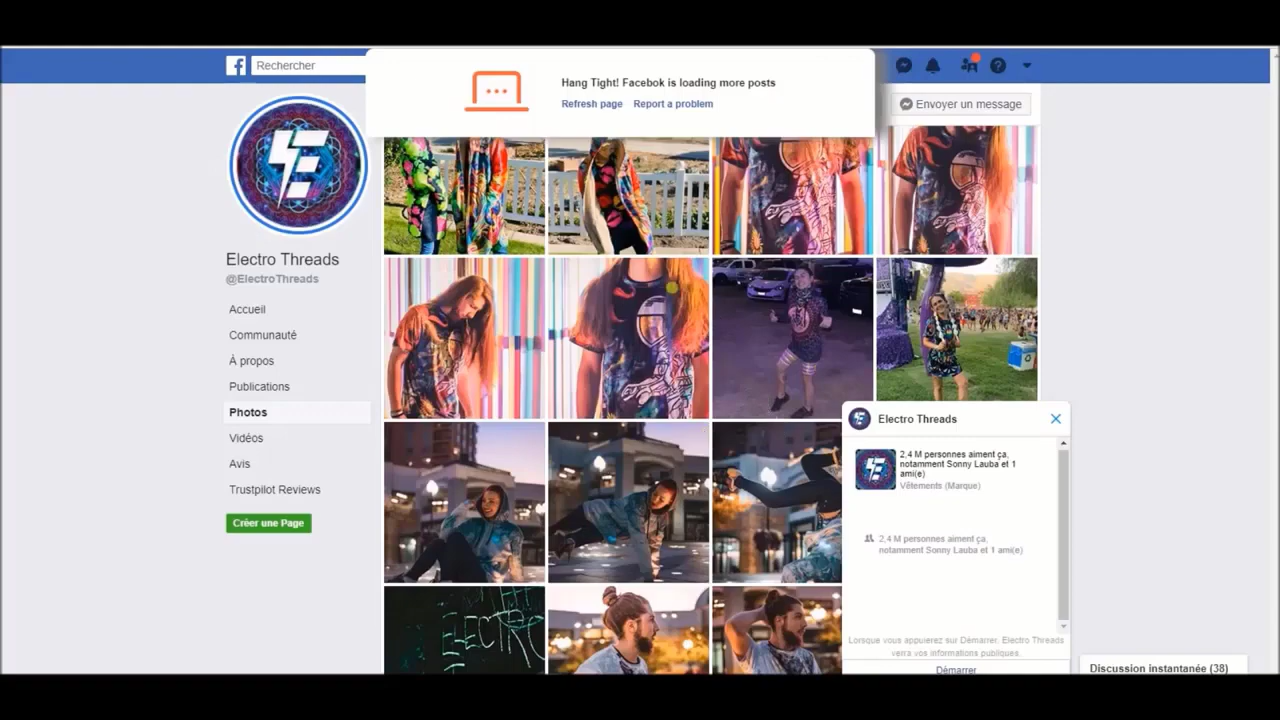 Rechercher
Hang Tight! Facebok is loading more posts
Refresh page Report a problem
Envoyer un message
Electro Threads
@ElectroThreads
Accueil
Communauté
À propos
Publications
Photos
Vidéos
Avis
Trustpilot Reviews
Créer une Page
ELECTRO
Electro Threads
2,4 M personnes aiment ça,
notamment Sonny Lauba et 1
ami(e)
Vêtements (Marque)
2,4 M personnes aiment ça,
notamment Sonny Lauba et 1 ami(e)
Lorsque vous appuierez sur Démarrer, Electro Threads
verra vos informations publiques.
Démarrer
Discussion instantanée (38)